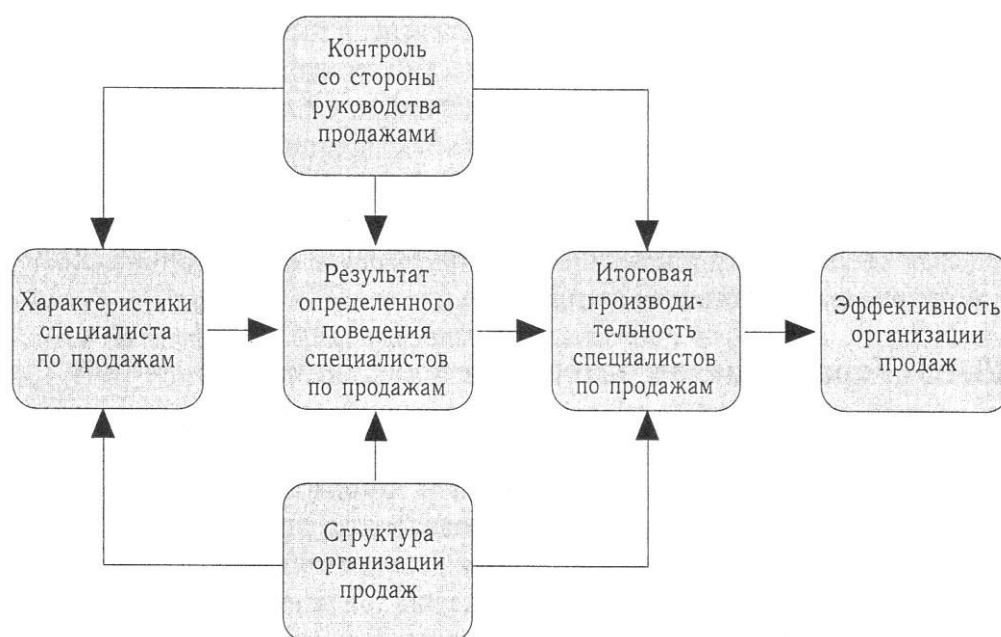 Контроль
со стороны
руководства
продажами
Характеристики
специалиста
по продажам
Результат
определенного
поведения
специалистов
по продажам
Итоговая
производи-
тельность
специалистов
по продажам
Эффективность
организации
продаж
Структура
организации
продаж